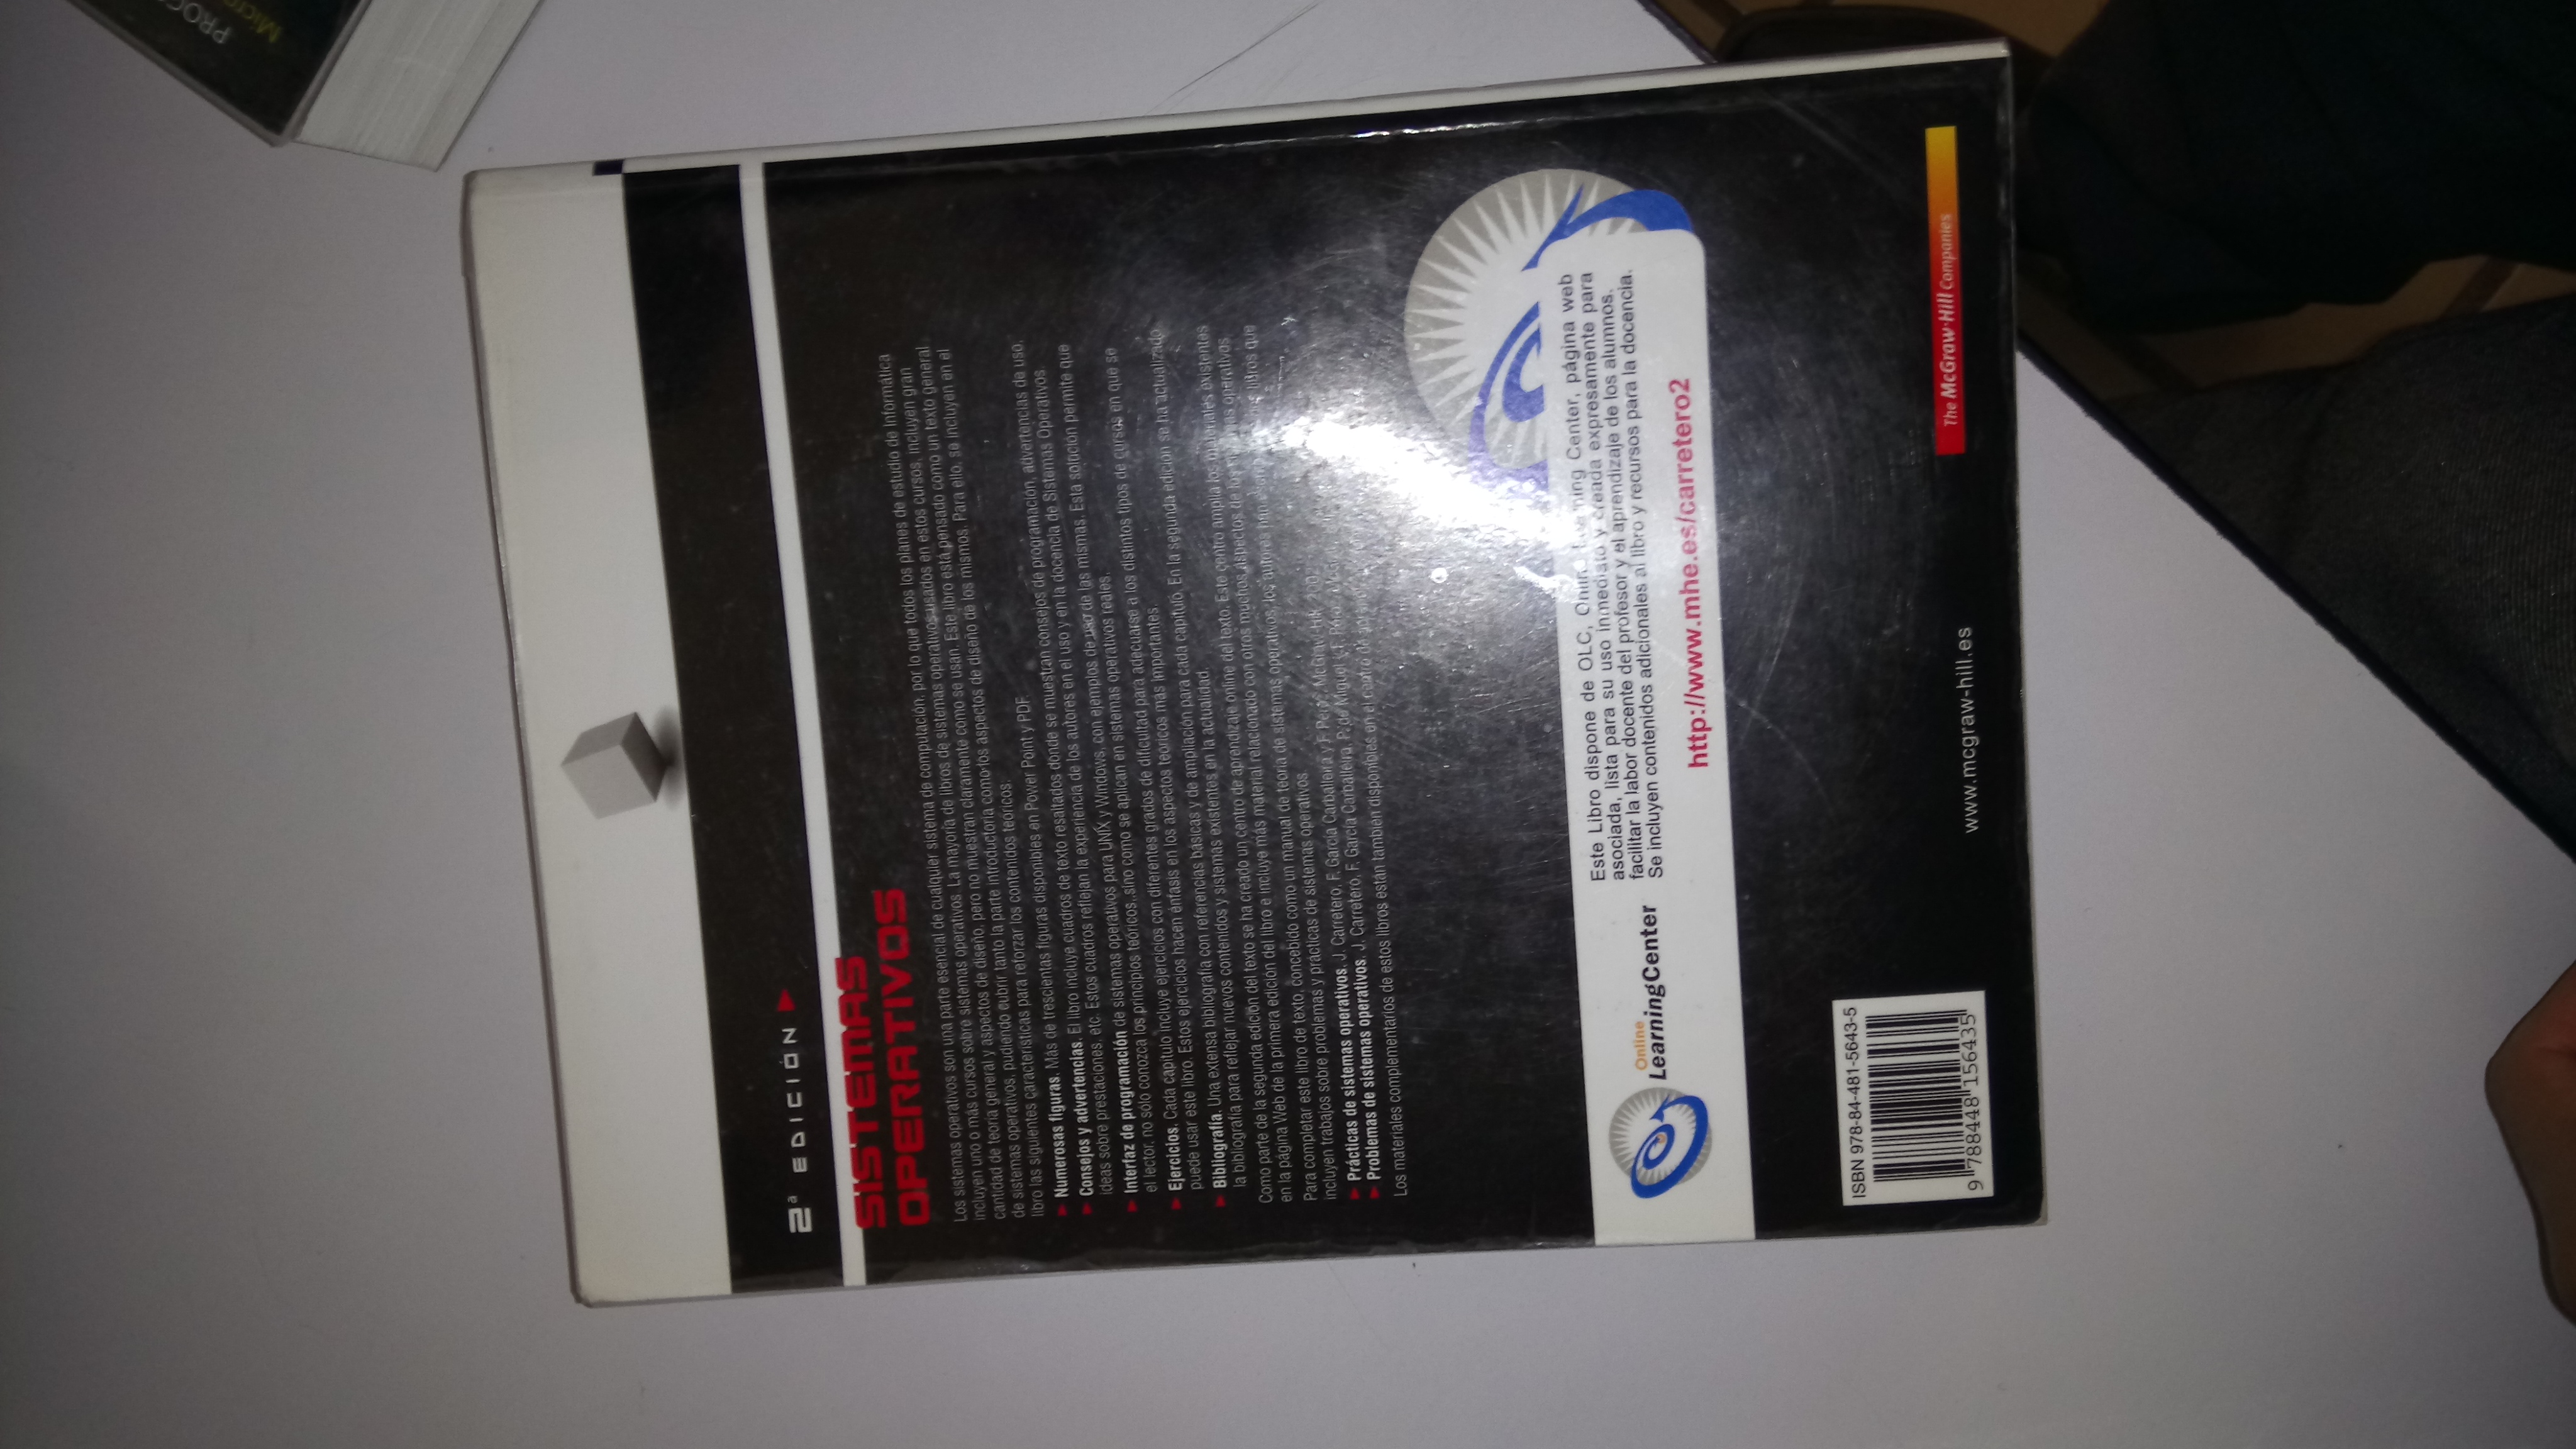 PROG
Micr
2ª EDICIÓN
SISTEMAS
OPERATIVOS
Los sistemas operativos son una parte esencial de cualquier sistema de computación, por lo que todos los planes de estudio de Informática
incluyen uno o más cursos sobre sistemas operativos. La mayoría de libros de sistemas operativos usados en estos cursos, incluyen gran
cantidad de teoría general y aspectos de diseño, pero no muestran claramente como se usan. Este libro está pensado como un texto general
de sistemas operativos, pudiendo cubrir tanto la parte introductoria como los aspectos de diseño de los mismos. Para ello, se incluyen en el
libro las siguientes características para reforzar los contenidos teóricos:
Numerosas figuras. Más de trescientas figuras disponibles en Power Point y PDF.
Consejos y advertencias. El libro incluye cuadros de texto resaltados donde se muestran consejos de programación, advertencias de uso,
ideas sobre prestaciones, etc. Estos cuadros reflejan la experiencia de los autores en el uso y en la docencia de Sistemas Operativos.
Interfaz de programación de sistemas operativos para UNIX y Windows, con ejemplos de uso de las mismas. Esta solución permite que
el lector, no sólo conozca los principios teóricos, sino como se aplican en sistemas operativos reales.
Ejercicios. Cada capítulo incluye ejercicios con diferentes grados de dificultad para adecuarse a los distintos tipos de cursos en que se
puede usar este libro. Estos ejercicios hacen énfasis en los aspectos teóricos más importantes.
Bibliografía. Una extensa bibliografía con referencias básicas y de ampliación para cada capítulo. En la segunda edición se ha actualizado
la bibliografía para reflejar nuevos contenidos y sistemas existentes en la actualidad.
Como parte de la segunda edición del texto se ha creado un centro de aprendizaje online del texto. Este centro amplía los materiales existentes
en la página Web de la primera edición del libro e incluye más material relacionado con otros muchos aspectos de los sistemas operativos.
Para completar este libro de texto, concebido como un manual de teoría de sistemas operativos, los autores han libros que
incluyen trabajos sobre problemas y prácticas de sistemas operativos.
Prácticas de sistemas operativos. J. Carretero, F. García Carballeira y F. Pérez. McGraw-Hill,
Problemas de sistemas operativos. J. Carretero, F. García Carballeira, P. de Miguel y F. Pérez.
Los materiales complementarios de estos libros están también disponibles en el centro de
Este Libro dispone de OLC, Online Learning Center, página web
asociada, lista para su uso inmediato y creada expresamente para
facilitar la labor docente del profesor y el aprendizaje de los alumnos.
Se incluyen contenidos adicionales al libro y recursos para la docencia.
Online
LearningCenter
http://www.mhe.es/carretero2
ISBN 978-84-481-5643-5
9 788448 156435
www.mcgraw-hill.es
The McGraw·Hill Companies